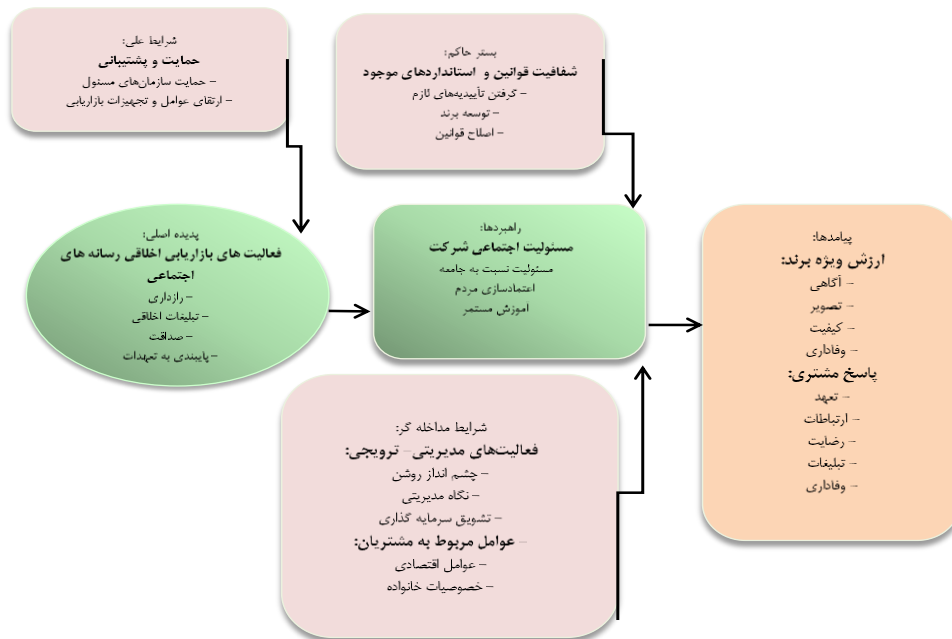 شرایط علی:
حمایت و پشتیبانی
– حمایت سازمان‌های مسئول
– ارتقای عوامل و تجهیزات بازاریابی
بستر حاکم:
شفافیت قوانین و استانداردهای موجود
– گرفتن تأییدیه‌های لازم
– توسعه برند
– اصلاح قوانین
پدیده اصلی:
فعالیت های بازاریابی اخلاقی رسانه های
اجتماعی
– رازداری
– تبلیغات اخلاقی
– صداقت
– پایبندی به تعهدات
راهبردها:
مسئولیت اجتماعی شرکت
مسئولیت نسبت به جامعه
اعتمادسازی مردم
آموزش مستمر
پیامدها:
ارزش ویژه برند:
– آگاهی
– تصویر
– کیفیت
– وفاداری
پاسخ مشتری:
– تعهد
– ارتباطات
– رضایت
– تبلیغات
– وفاداری
شرایط مداخله گر:
فعالیت‌های مدیریتی– ترویجی:
– چشم انداز روشن
– نگاه مدیریتی
– تشویق سرمایه گذاری
– عوامل مربوط به مشتریان:
– عوامل اقتصادی
– خصوصیات خانواده